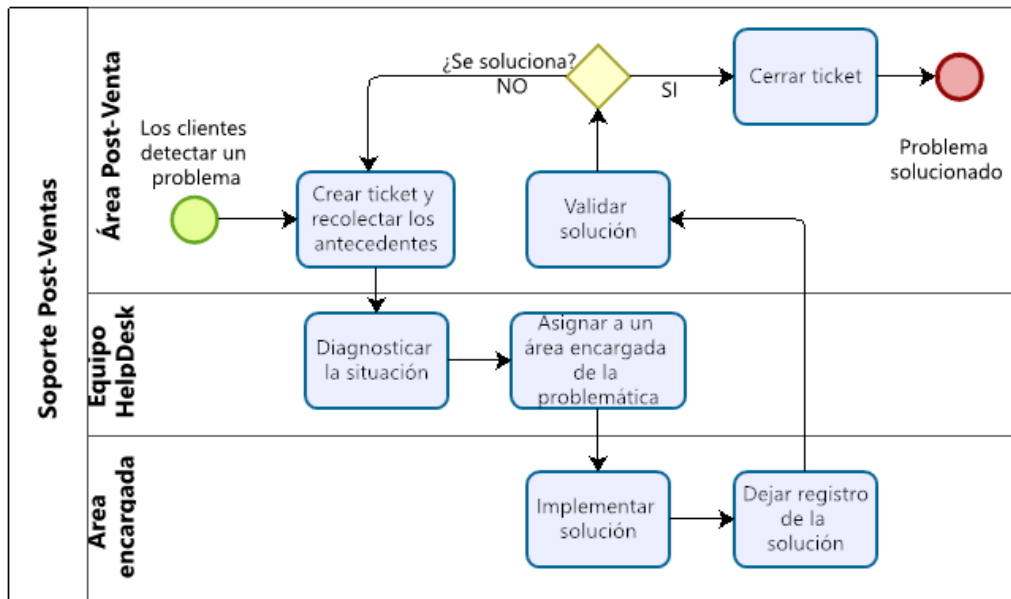 Soporte Post-Ventas
Área Post-Venta
Los clientes
detectar un
problema
Crear ticket y
recolectar los
antecedentes
¿Se soluciona?
NO
SI
Cerrar ticket
Problema
solucionado
Validar
solución
Equipo
HelpDesk
Diagnosticar
la situación
Asignar a un
área encargada
de la
problemática
Area
encargada
Implementar
solución
Dejar registro
de la
solución